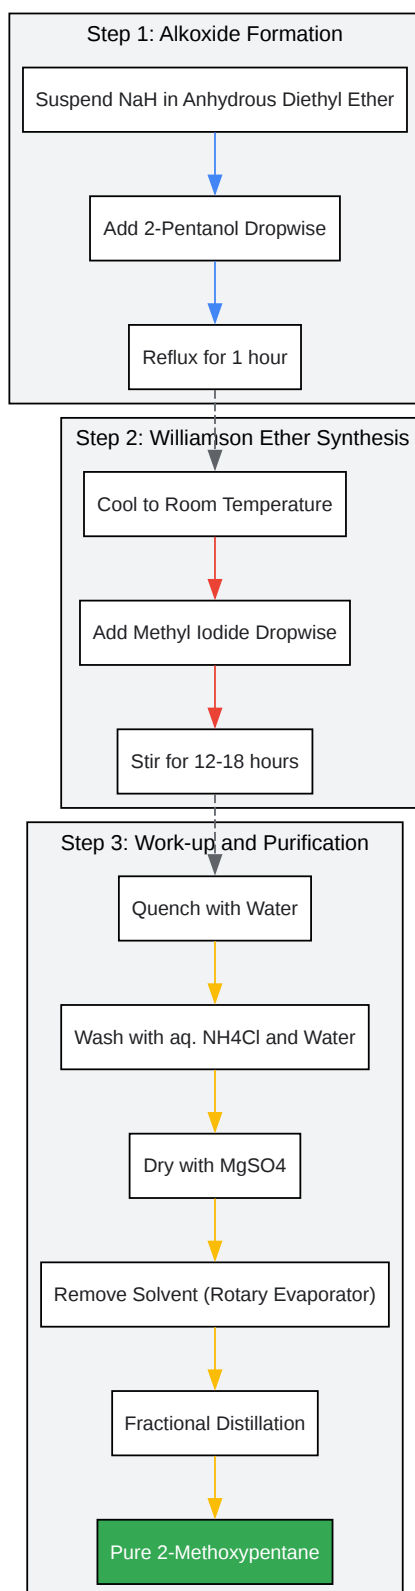 Step 1: Alkoxide Formation
Suspend NaH in Anhydrous Diethyl Ether
Add 2-Pentanol Dropwise
Reflux for 1 hour
Step 2: Williamson Ether Synthesis
Cool to Room Temperature
Add Methyl Iodide Dropwise
Stir for 12-18 hours
Step 3: Work-up and Purification
Quench with Water
Wash with aq. NH4Cl and Water
Dry with MgSO4
Remove Solvent (Rotary Evaporator)
Fractional Distillation
Pure 2-Methoxypentane